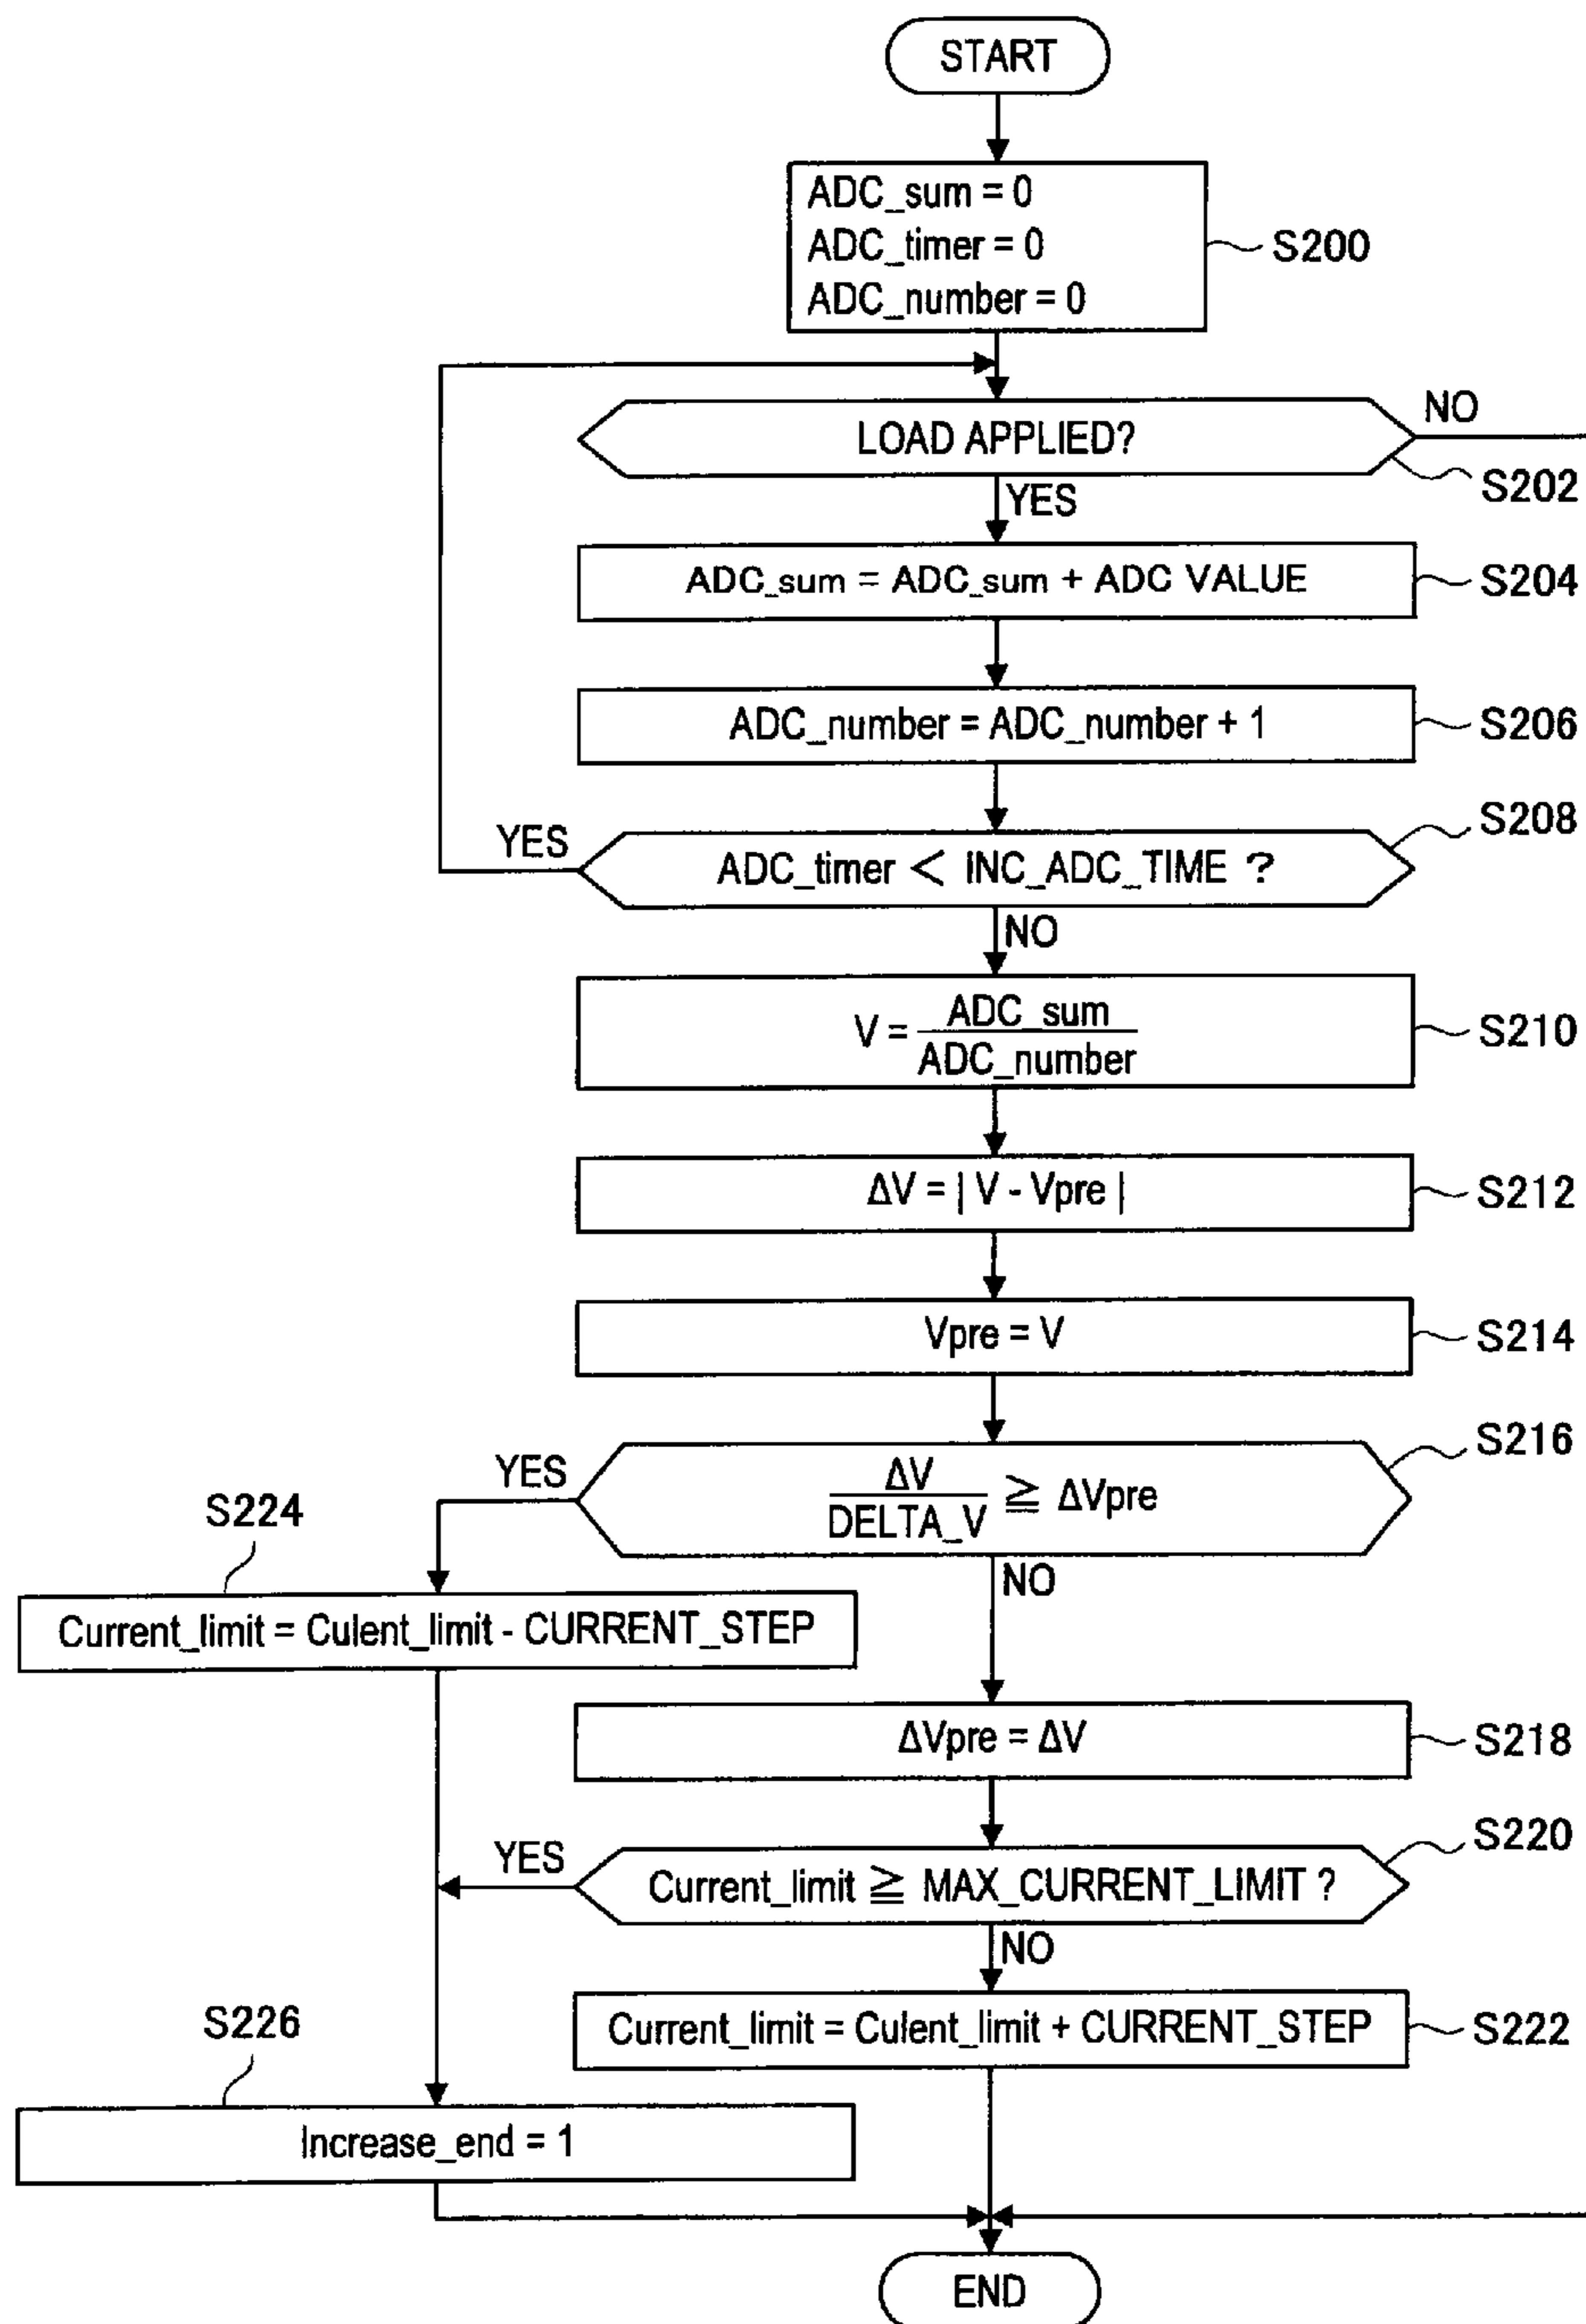 START
ADC_sum = 0
ADC_timer = 0
ADC_number = 0
S200
LOAD APPLIED?
NO
S202
YES
ADC_sum = ADC_sum + ADC VALUE
S204
ADC_number = ADC_number + 1
S206
S208
YES
ADC_timer < INC_ADC_TIME ?
NO
V = ADC_sum
ADC_number
S210
ΔV = | V - Vpre |
S212
Vpre = V
S214
S216
YES
ΔV
DELTA_V ≧ ΔVpre
NO
S224
Current_limit = Culent_limit - CURRENT_STEP
ΔVpre = ΔV
S218
S220
YES
Current_limit ≧ MAX_CURRENT_LIMIT ?
NO
Current_limit = Culent_limit + CURRENT_STEP
S222
S226
Increase_end = 1
END